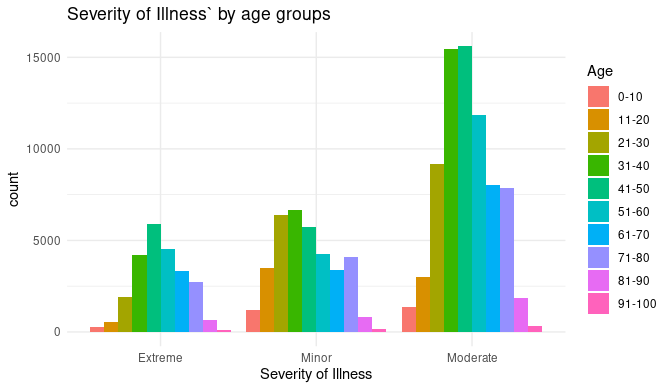 Severity of Illness` by age groups
15000
10000
5000
0
count
Extreme
Minor
Moderate
Severity of Illness
Age
0-10
11-20
21-30
31-40
41-50
51-60
61-70
71-80
81-90
91-100